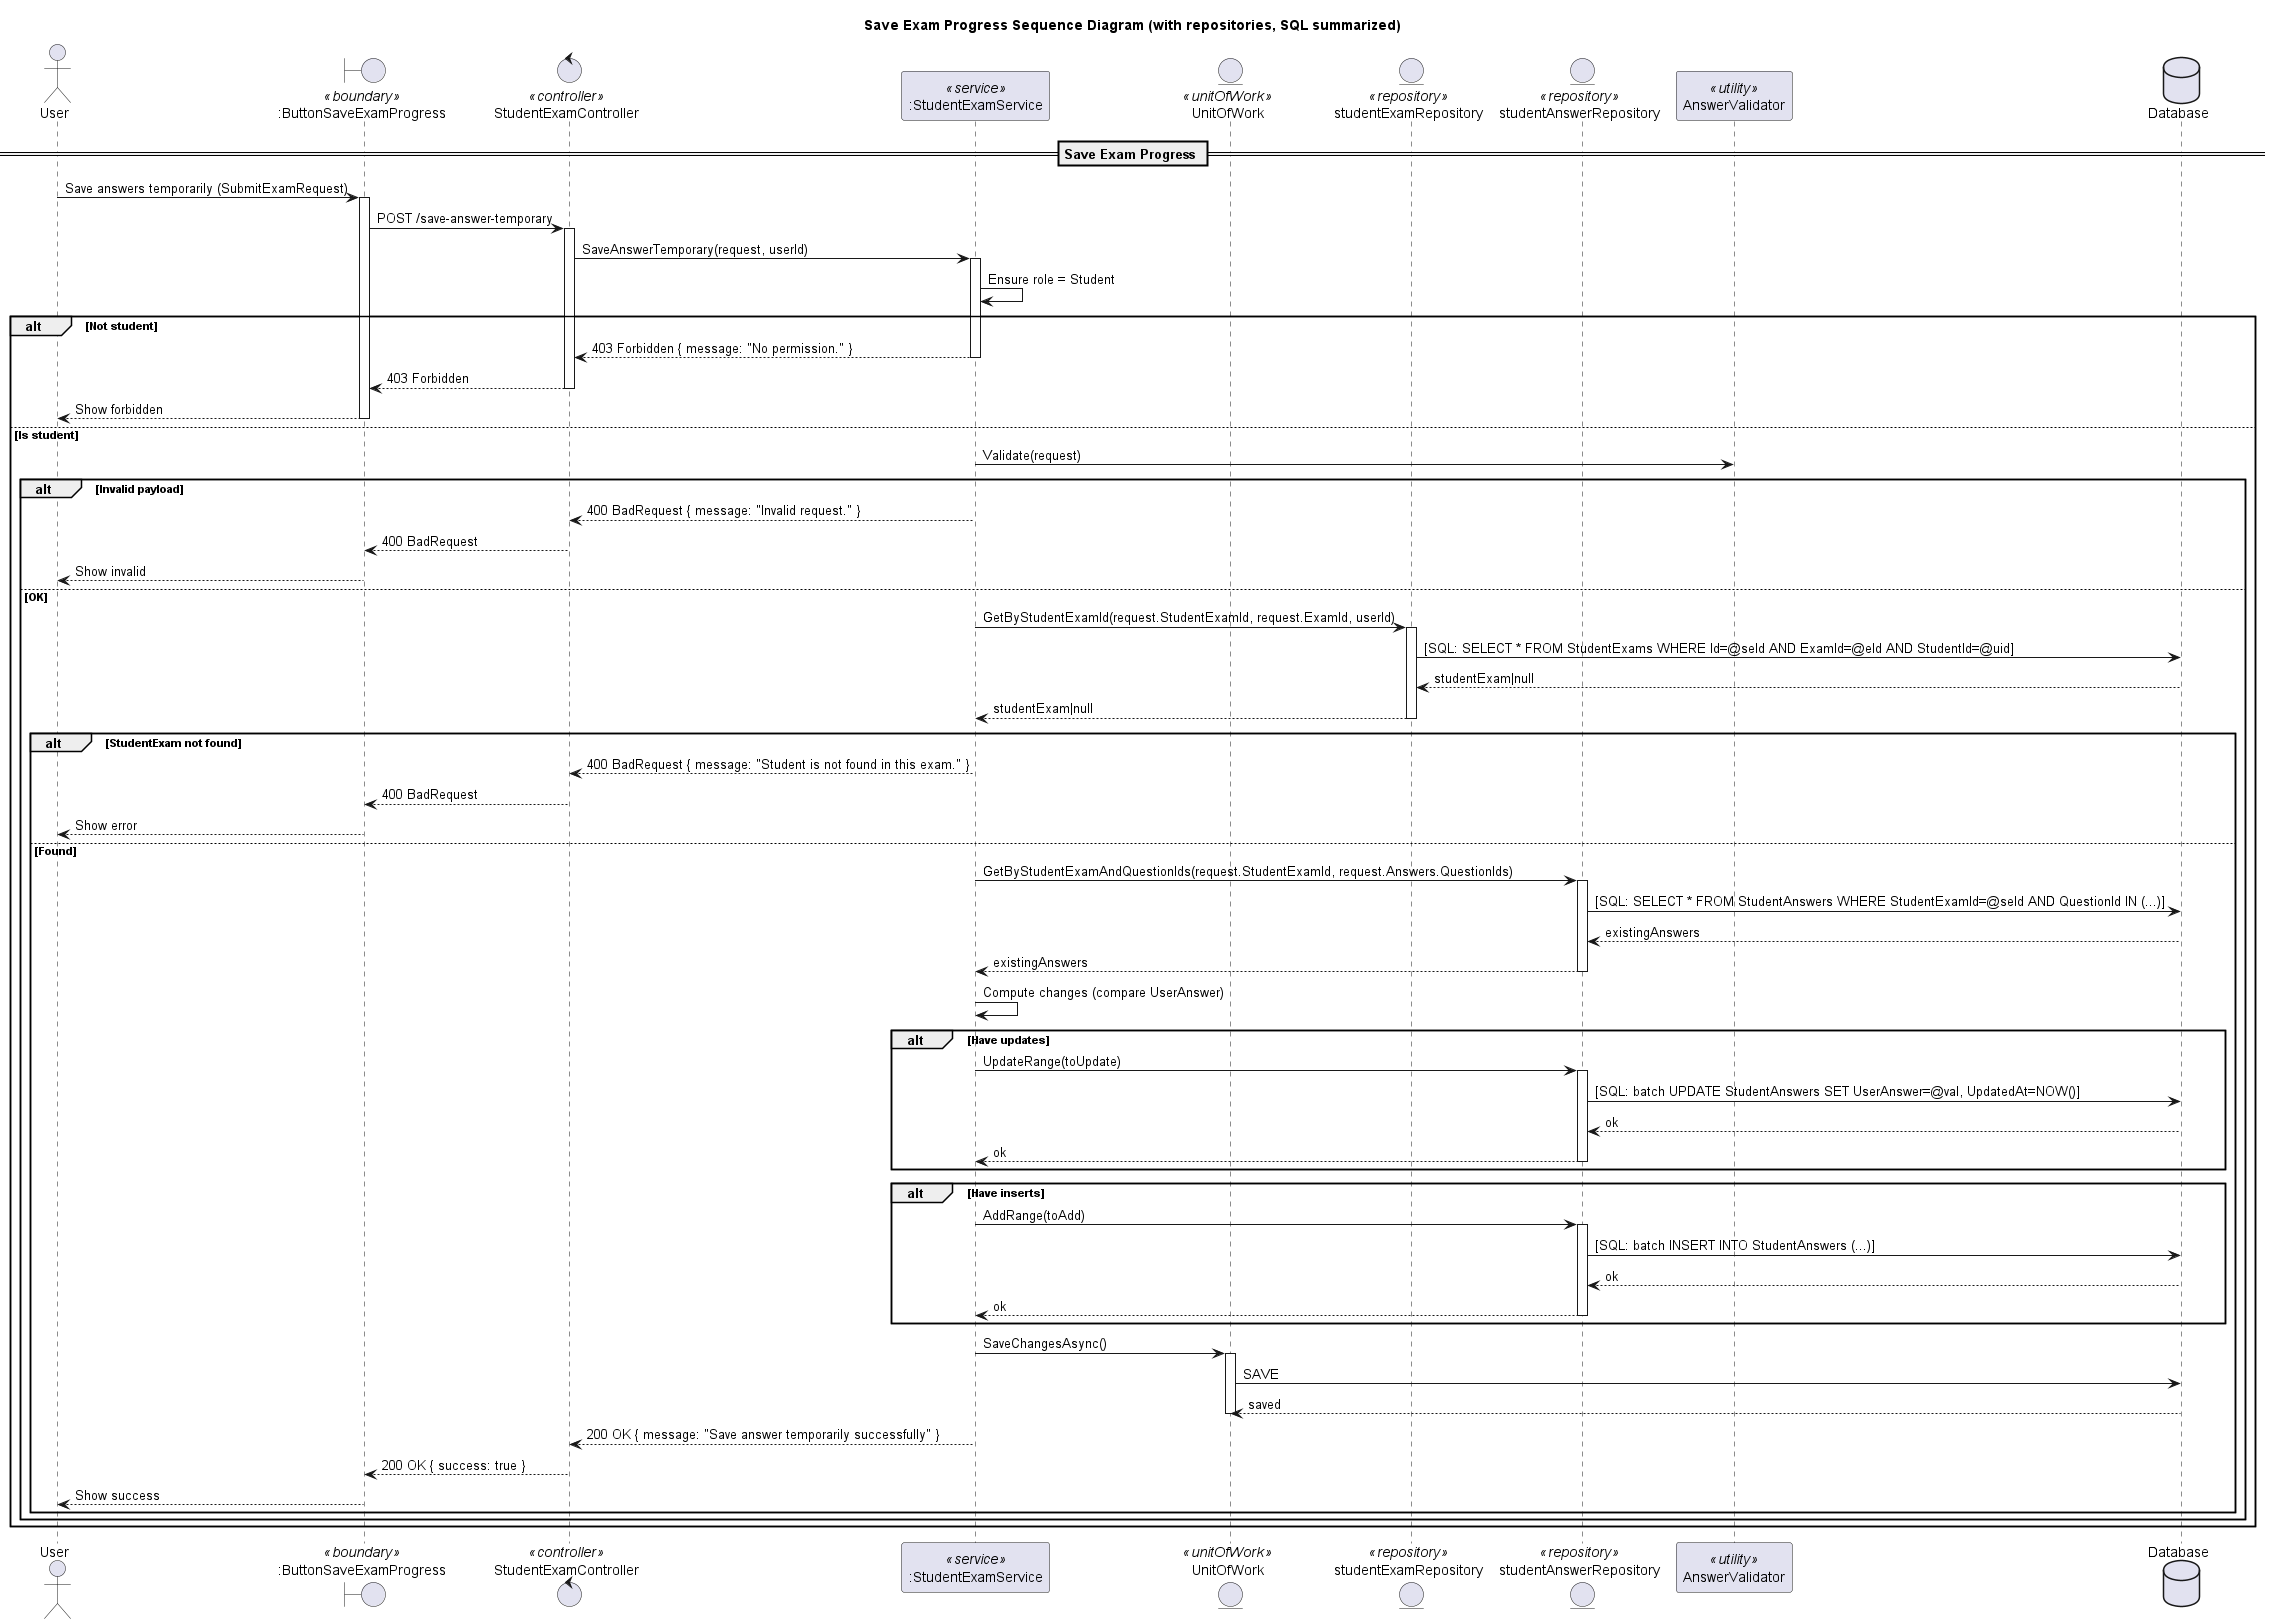 Save Exam Progress Sequence Diagram (with repositories, SQL summarized)
User
«boundary»
:ButtonSaveExamProgress
«controller»
StudentExamController
«service»
:StudentExamService
«unitOfWork»
UnitOfWork
«repository»
studentExamRepository
«repository»
studentAnswerRepository
«utility»
AnswerValidator
Database
Save Exam Progress
Save answers temporarily (SubmitExamRequest)
POST /save-answer-temporary
SaveAnswerTemporary(request, userId)
Ensure role = Student
alt [Not student]
403 Forbidden { message: "No permission." }
403 Forbidden
Show forbidden
[Is student]
Validate(request)
alt [Invalid payload]
400 BadRequest { message: "Invalid request." }
400 BadRequest
Show invalid
[OK]
GetByStudentExamId(request.StudentExamId, request.ExamId, userId)
[SQL: SELECT * FROM StudentExams WHERE Id=@seId AND ExamId=@eId AND StudentId=@uid]
studentExam|null
studentExam|null
alt [StudentExam not found]
400 BadRequest { message: "Student is not found in this exam." }
400 BadRequest
Show error
[Found]
GetByStudentExamAndQuestionIds(request.StudentExamId, request.Answers.QuestionIds)
[SQL: SELECT * FROM StudentAnswers WHERE StudentExamId=@seId AND QuestionId IN (...)]
existingAnswers
existingAnswers
Compute changes (compare UserAnswer)
alt [Have updates]
UpdateRange(toUpdate)
[SQL: batch UPDATE StudentAnswers SET UserAnswer=@val, UpdatedAt=NOW()]
ok
ok
alt [Have inserts]
AddRange(toAdd)
[SQL: batch INSERT INTO StudentAnswers (...)]
ok
ok
SaveChangesAsync()
SAVE
saved
200 OK { message: "Save answer temporarily successfully" }
200 OK { success: true }
Show success
User
«boundary»
:ButtonSaveExamProgress
«controller»
StudentExamController
«service»
:StudentExamService
«unitOfWork»
UnitOfWork
«repository»
studentExamRepository
«repository»
studentAnswerRepository
«utility»
AnswerValidator
Database